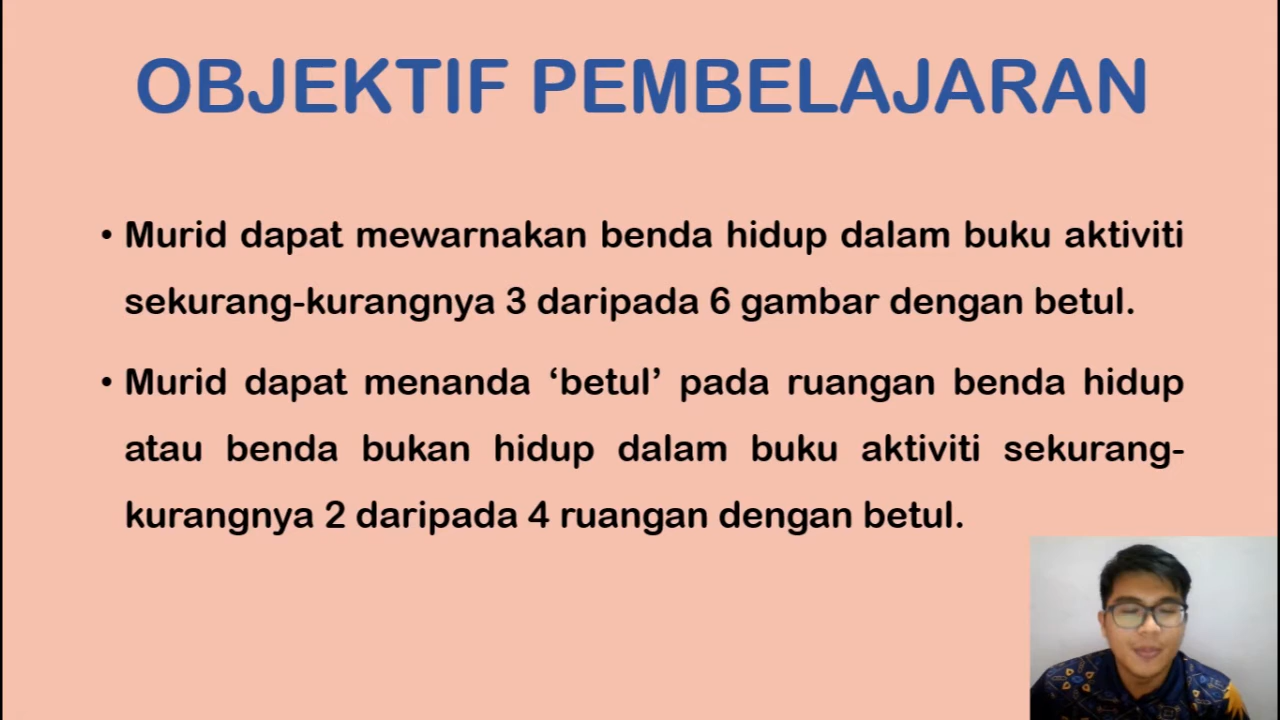 OBJEKTIF PEMBELAJARAN
• Murid dapat mewarnakan benda hidup dalam buku aktiviti
sekurang-kurangnya 3 daripada 6 gambar dengan betul.
• Murid dapat menanda ‘betul’ pada ruangan benda hidup
atau benda bukan hidup dalam buku aktiviti sekurang-
kurangnya 2 daripada 4 ruangan dengan betul.